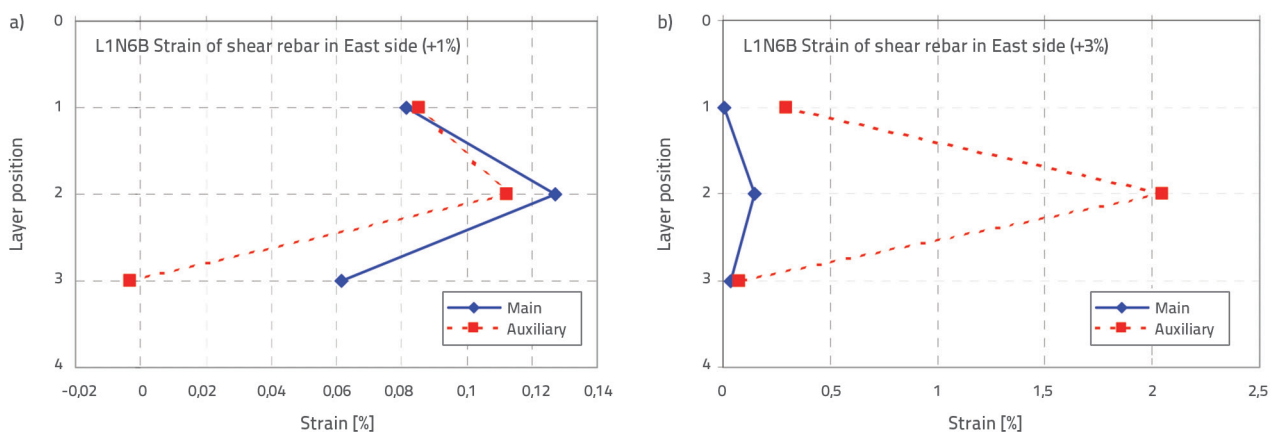 a)
L1N6B Strain of shear rebar in East side (+1%)
Layer position
0
1
2
3
4
-0,02
0
0,02
0,04
0,06
0,08
0,1
0,12
0,14
Strain [%]
Main
Auxiliary
b)
L1N6B Strain of shear rebar in East side (+3%)
Layer position
0
1
2
3
4
0
0,5
1
1,5
2
2,5
Strain [%]
Main
Auxiliary